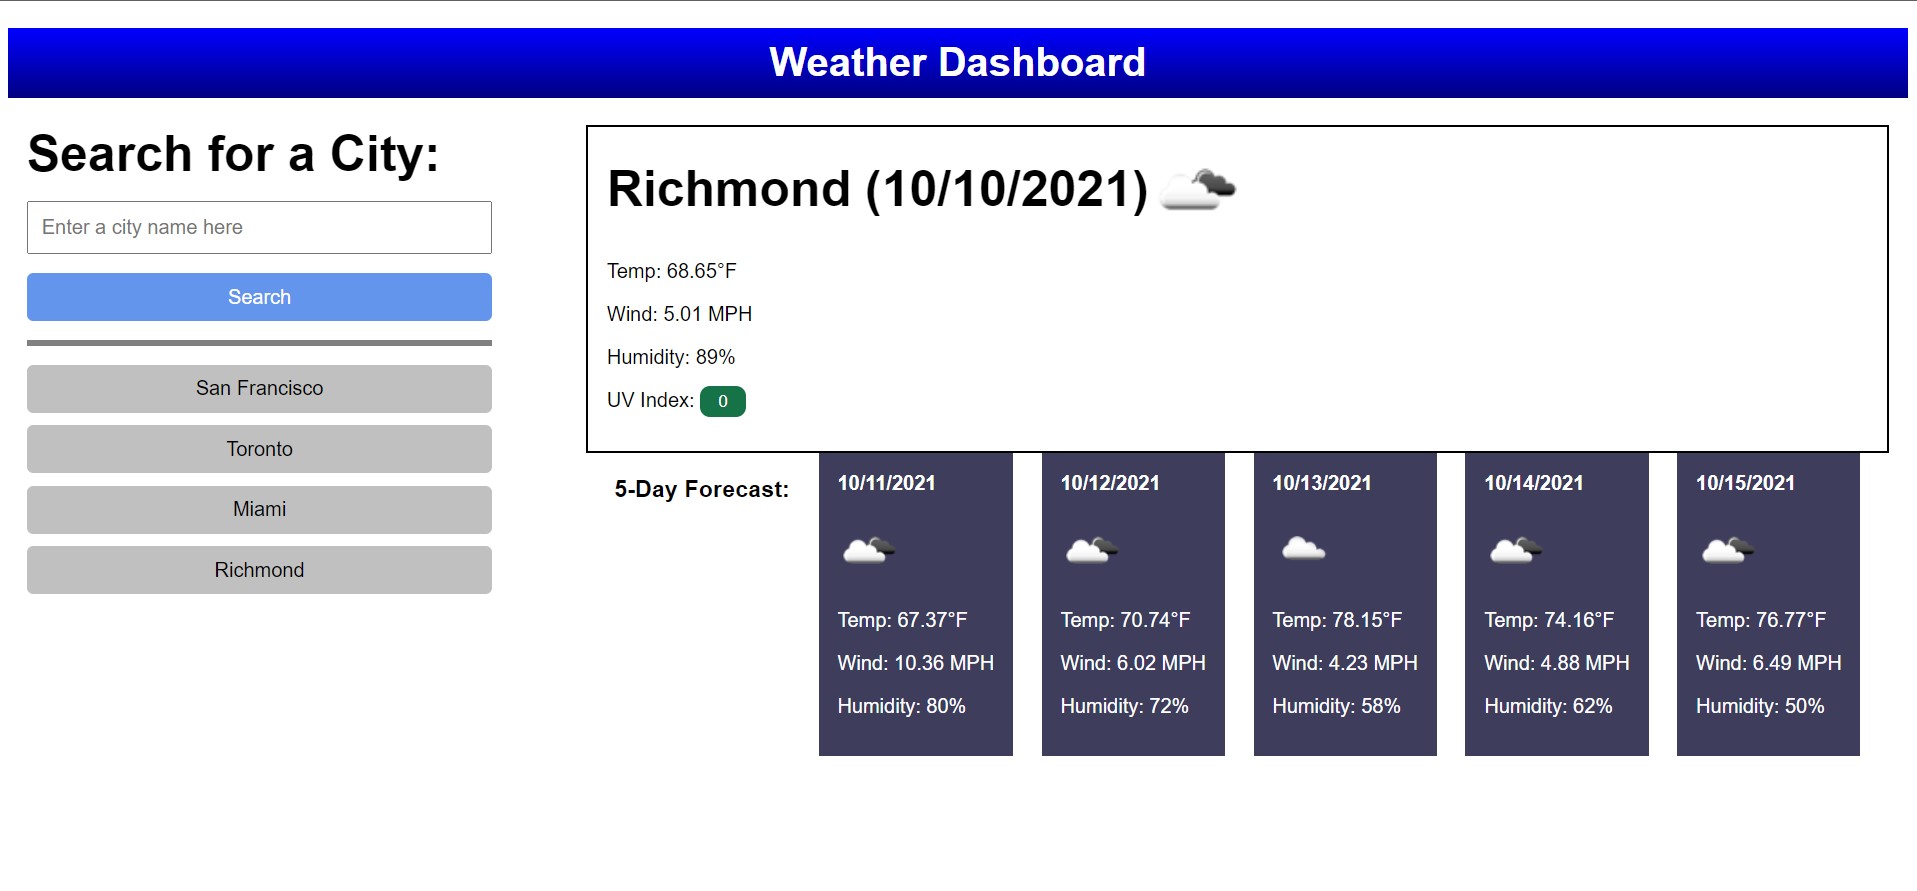 Weather Dashboard
Search for a City:
Enter a city name here
Search
San Francisco
Toronto
Miami
Richmond
Richmond (10/10/2021)
Temp: 68.65°F
Wind: 5.01 MPH
Humidity: 89%
UV Index: 0
5-Day Forecast:
10/11/2021
Temp: 67.37°F
Wind: 10.36 MPH
Humidity: 80%
10/12/2021
Temp: 70.74°F
Wind: 6.02 MPH
Humidity: 72%
10/13/2021
Temp: 78.15°F
Wind: 4.23 MPH
Humidity: 58%
10/14/2021
Temp: 74.16°F
Wind: 4.88 MPH
Humidity: 62%
10/15/2021
Temp: 76.77°F
Wind: 6.49 MPH
Humidity: 50%